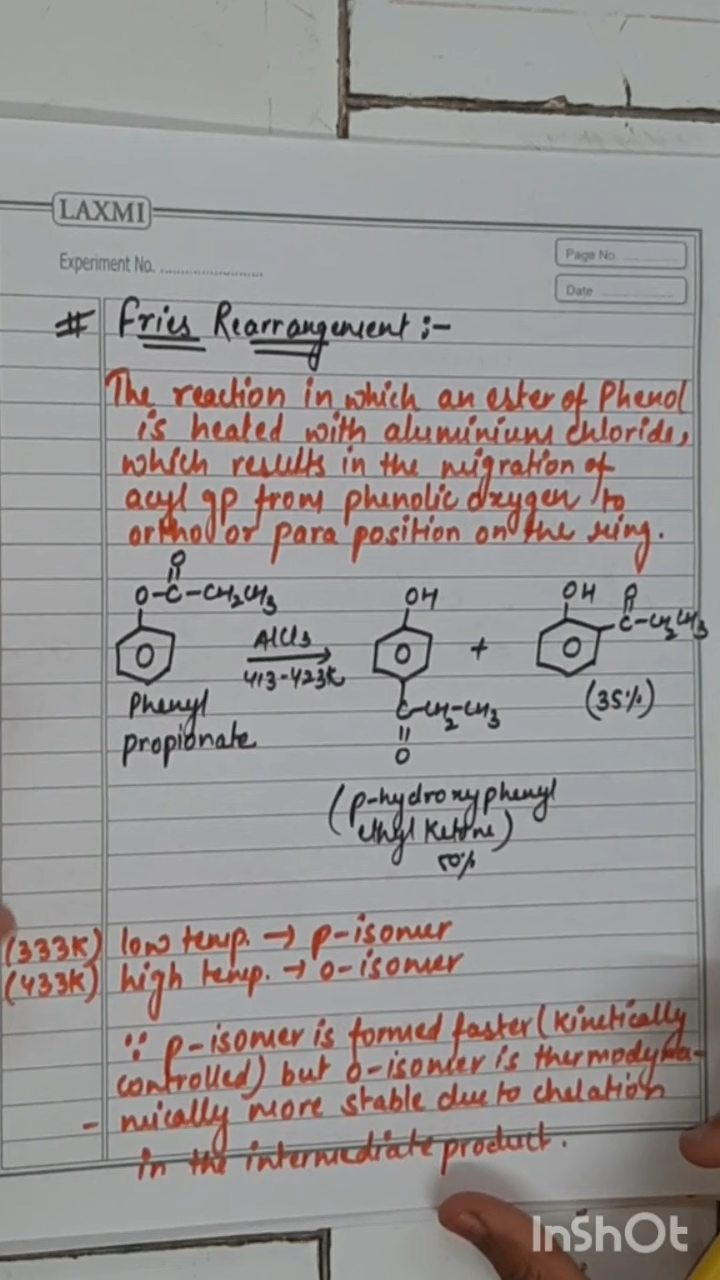 LAXMI
Experiment No. ........................
Page No. ............
Date ............
# Fries Rearrangement :-
The reaction in which an ester of Phenol
is heated with aluminium chloride,
which results in the migration of
acyl gp from phenolic oxygen to
ortho or para position on the ring.
O
O-C-CH2CH3
AlCl3
413-423K
Phenyl
propionate
OH
C-CH2-CH3
O
+
OH
O
C-CH2CH3
(35%)
(p-hydroxyphenyl
ethyl Ketone)
50%
(333K) low temp. → p-isomer
(433K) high temp. → o-isomer
∵ p-isomer is formed faster (Kinetically
controlled) but o-isomer is thermodyna-
- mically more stable due to chelation
in the intermediate product.
InShOt